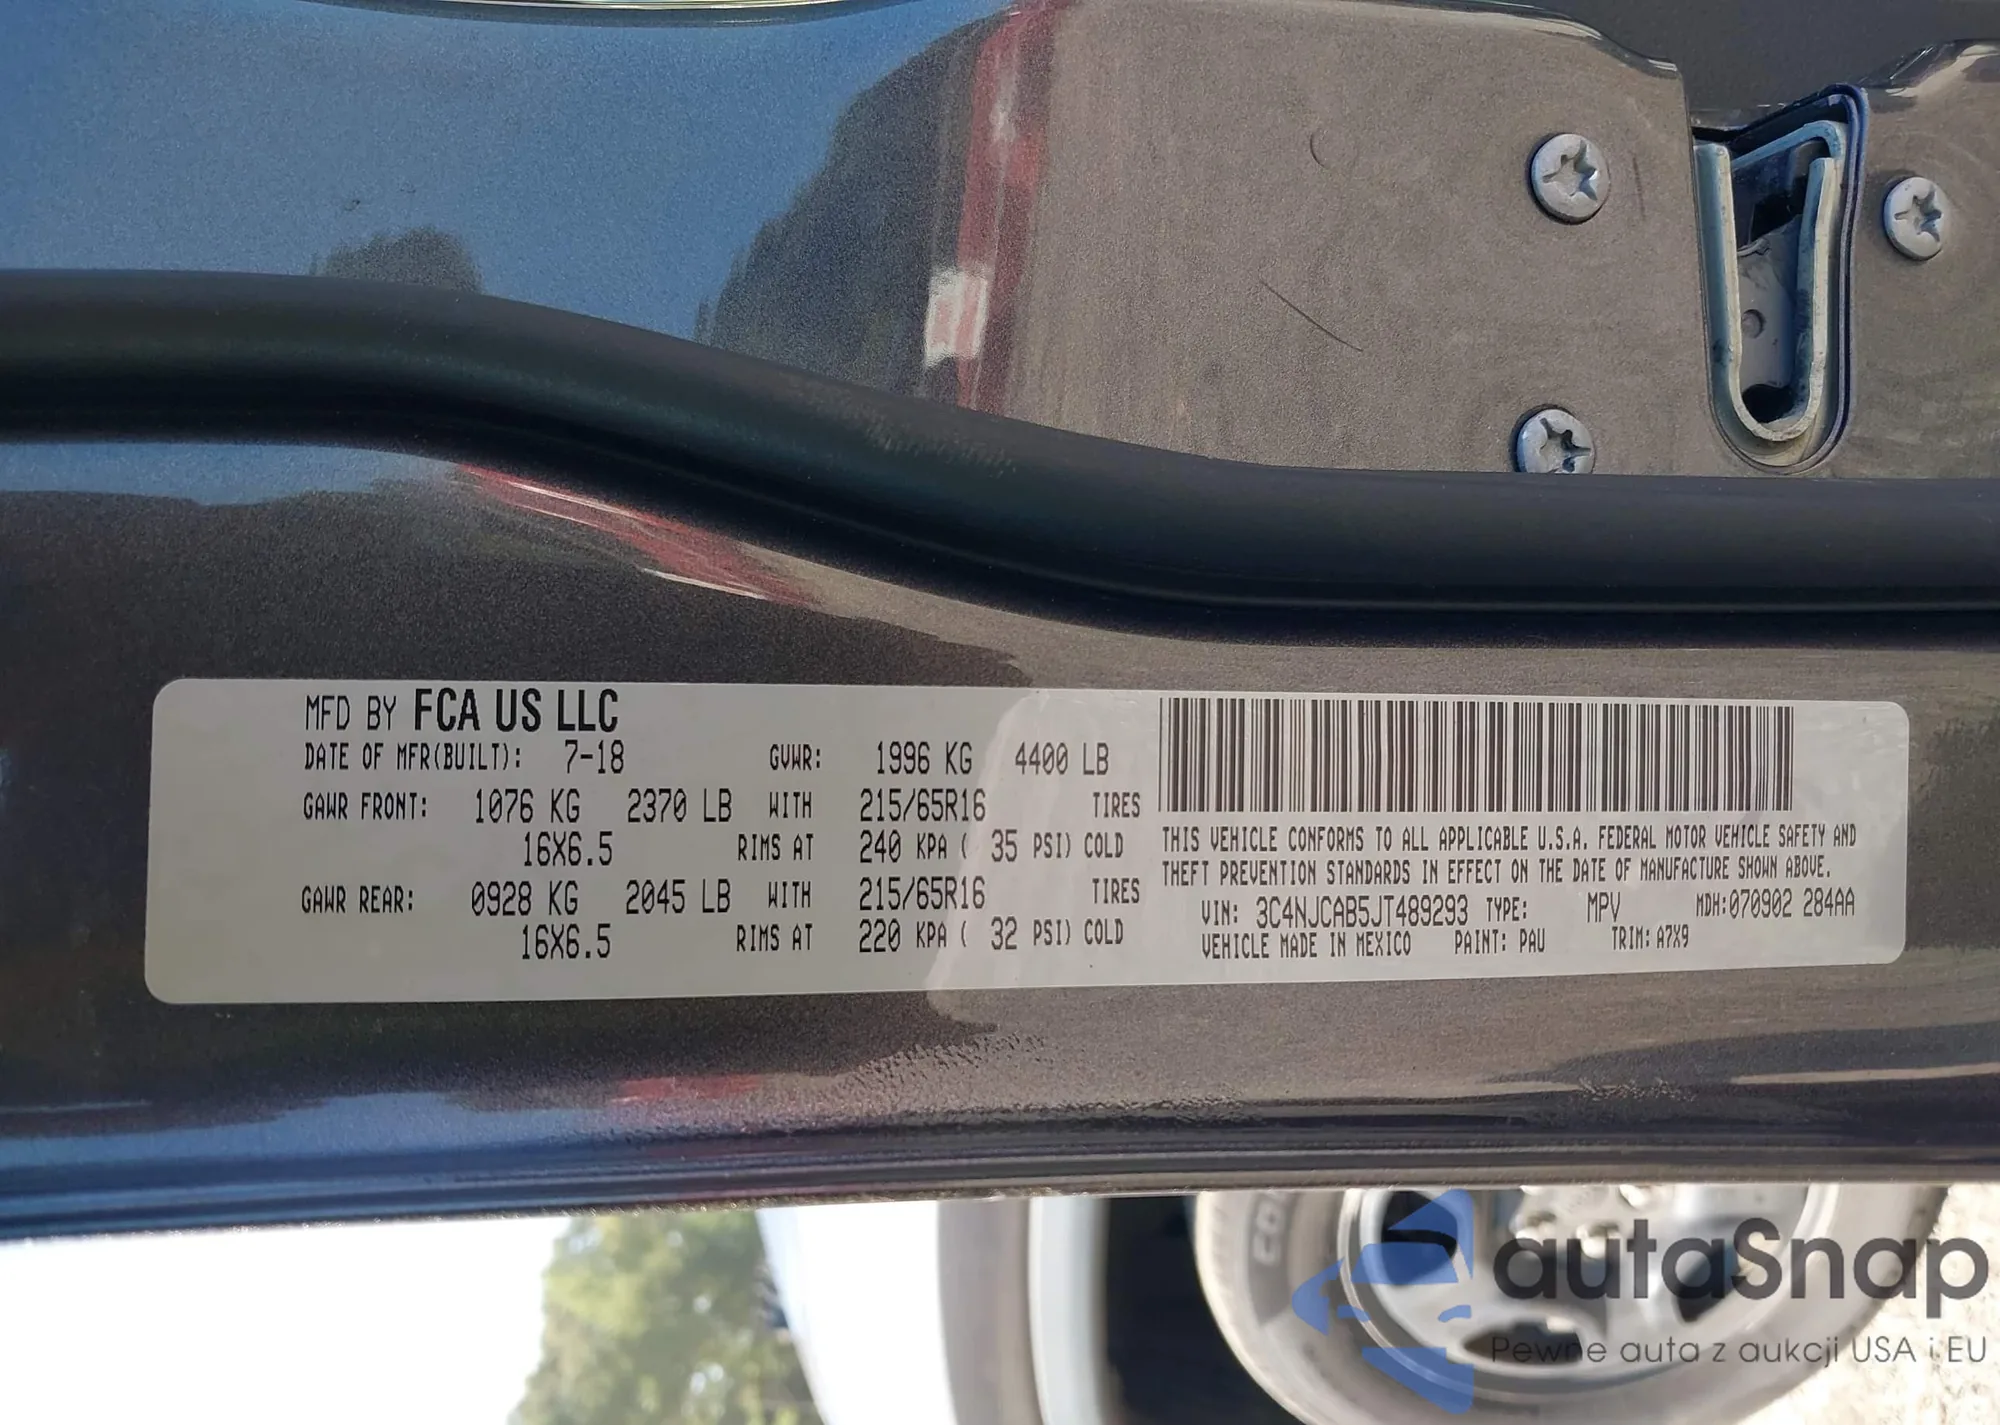 MFD BY FCA US LLC
DATE OF MFR(BUILT): 7-18 GVWR: 1996 KG 4400 LB
GAWR FRONT: 1076 KG 2370 LB WITH 215/65R16 TIRES
16X6.5 RIMS AT 240 KPA ( 35 PSI) COLD
GAWR REAR: 0928 KG 2045 LB WITH 215/65R16 TIRES
16X6.5 RIMS AT 220 KPA ( 32 PSI) COLD
THIS VEHICLE CONFORMS TO ALL APPLICABLE U.S.A. FEDERAL MOTOR VEHICLE SAFETY AND
THEFT PREVENTION STANDARDS IN EFFECT ON THE DATE OF MANUFACTURE SHOWN ABOVE.
VIN: 3C4NJCAB5JT489293 TYPE: MPV MDH:070902 284AA
VEHICLE MADE IN MEXICO PAINT: PAU TRIM: A7X9
autaSnap
Pewne auta z aukcji USA i EU